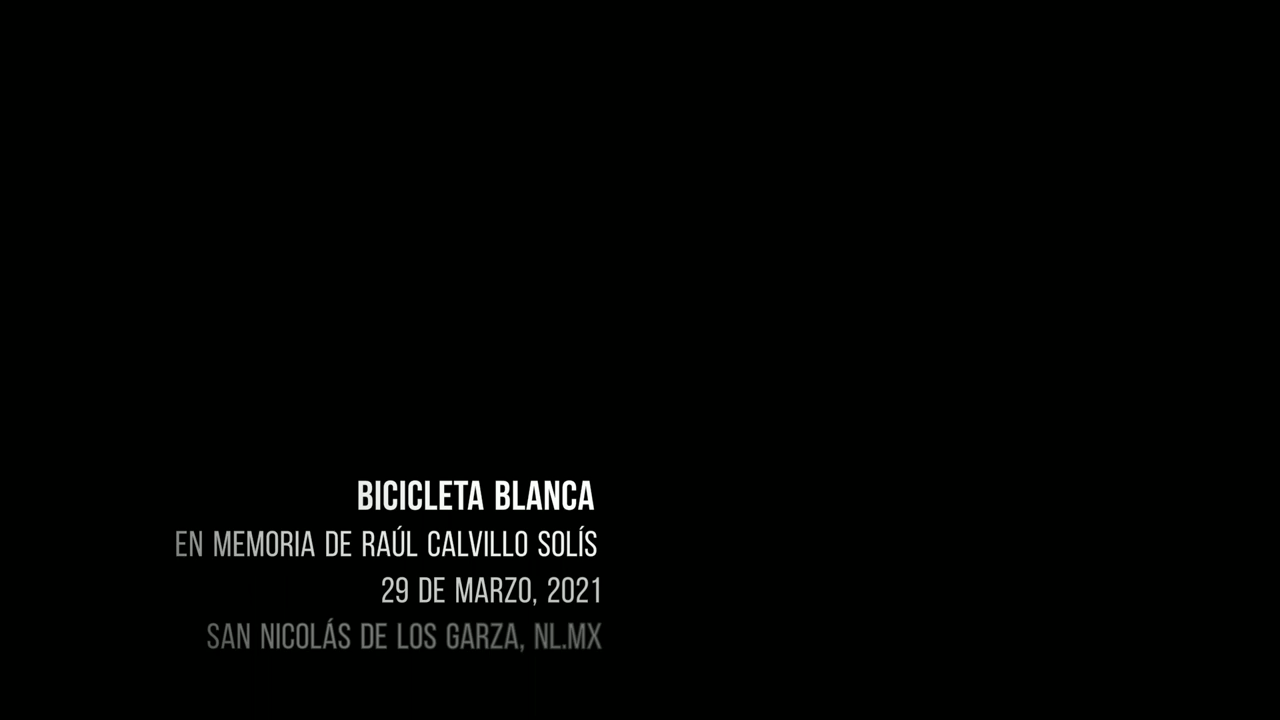 BICICLETA BLANCA
EN MEMORIA DE RAÚL CALVILLO SOLÍS
29 DE MARZO, 2021
SAN NICOLÁS DE LOS GARZA, NL.MX